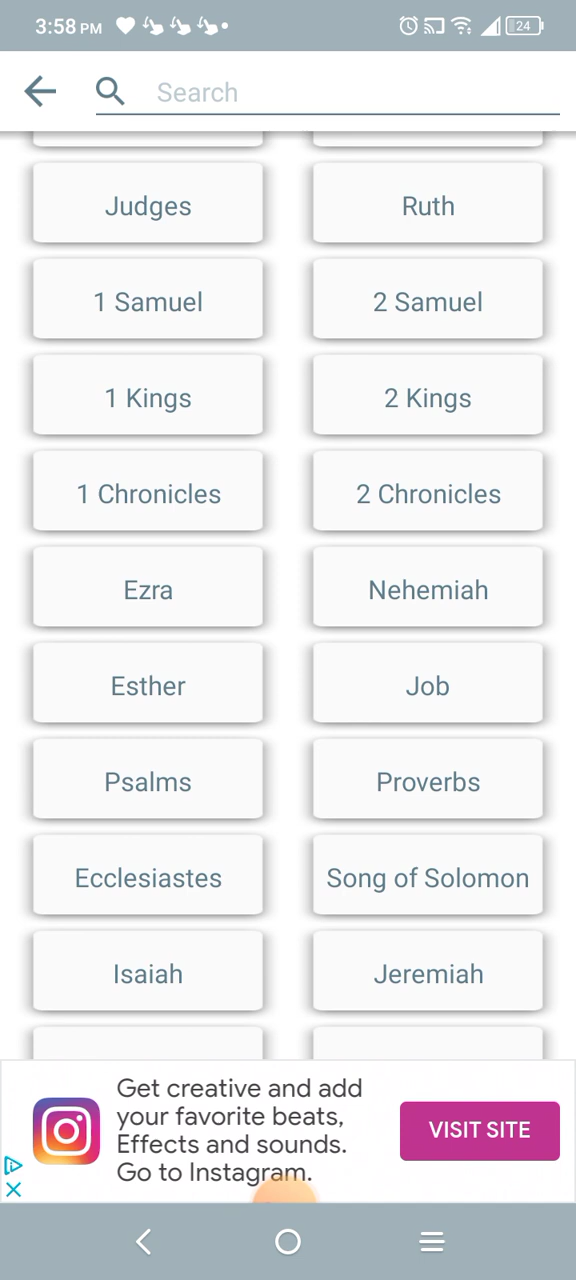 3:58 PM
24
Search
Judges
Ruth
1 Samuel
2 Samuel
1 Kings
2 Kings
1 Chronicles
2 Chronicles
Ezra
Nehemiah
Esther
Job
Psalms
Proverbs
Ecclesiastes
Song of Solomon
Isaiah
Jeremiah
Get creative and add
your favorite beats,
Effects and sounds.
Go to Instagram.
VISIT SITE